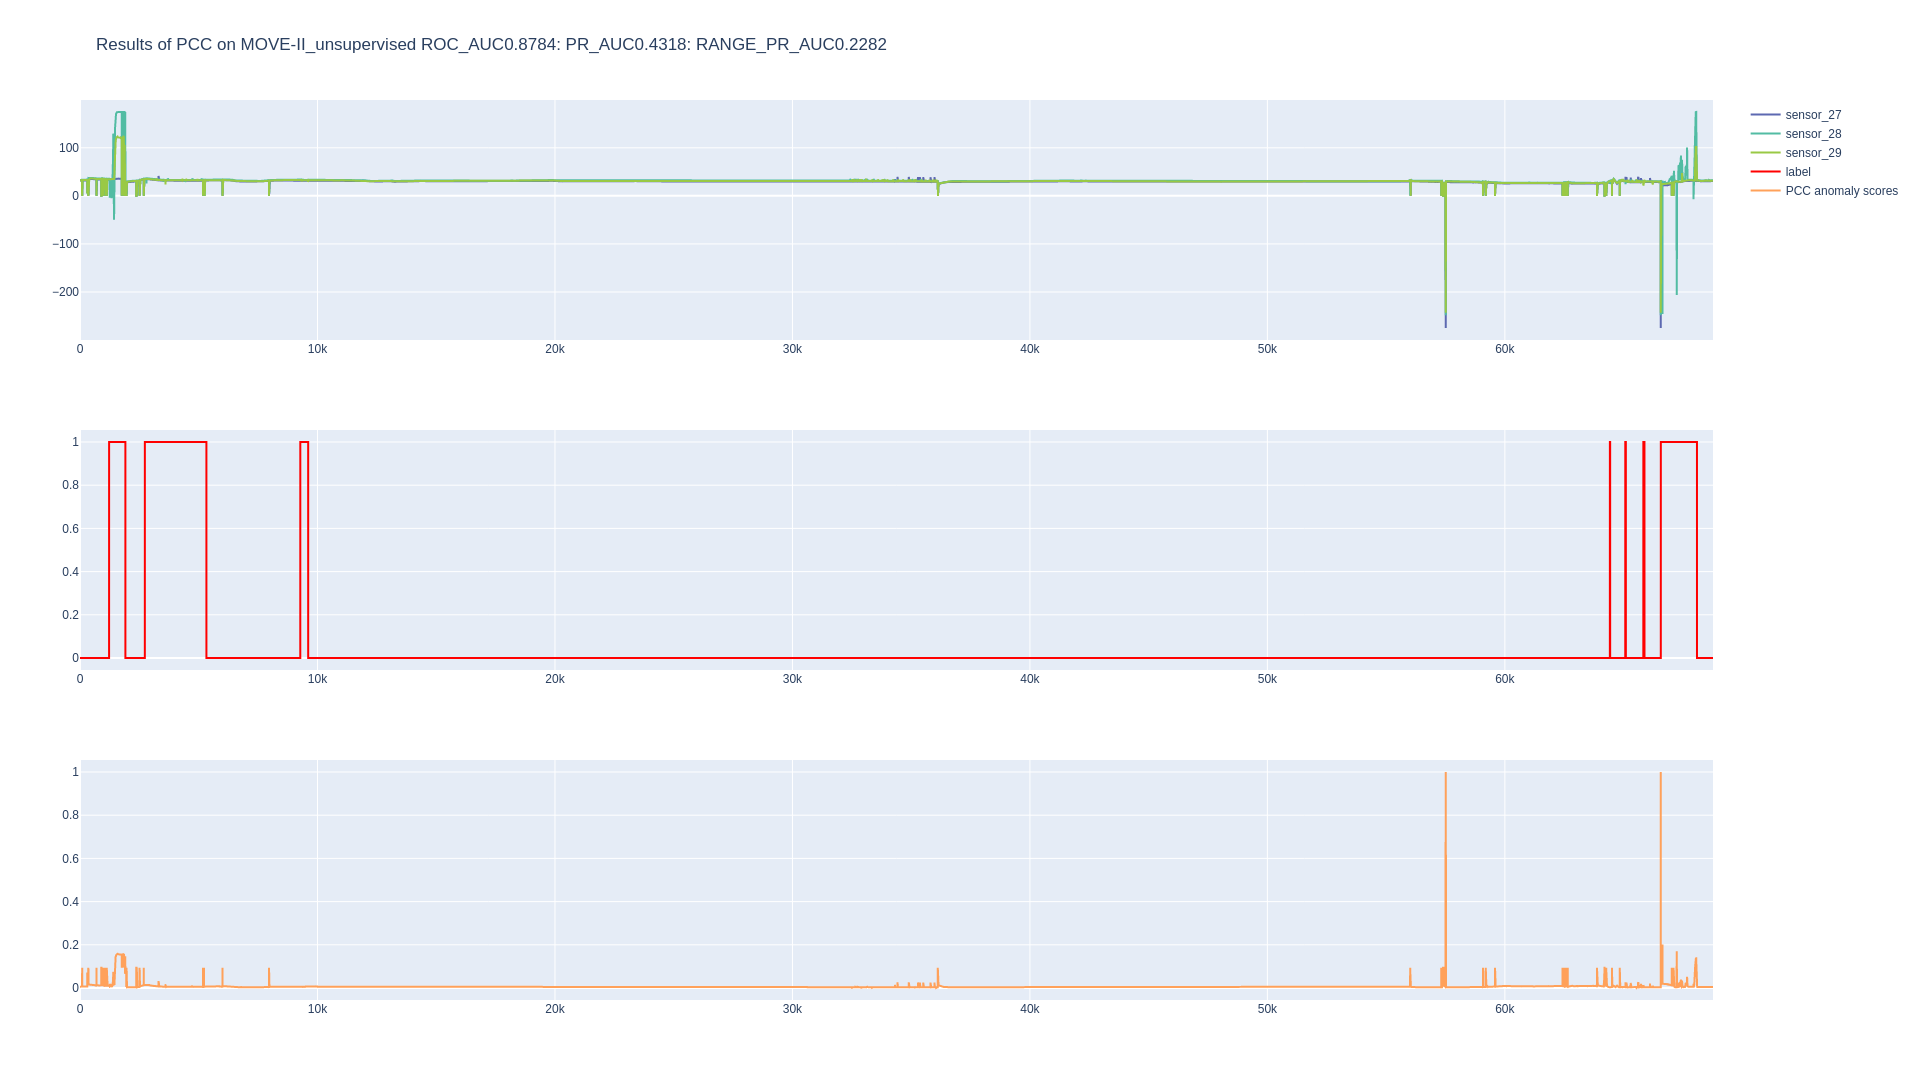 Results of PCC on MOVE-II_unsupervised ROC_AUC0.8784: PR_AUC0.4318: RANGE_PR_AUC0.2282
sensor_27
sensor_28
sensor_29
label
PCC anomaly scores
100
0
−100
−200
0 10k 20k 30k 40k 50k 60k
1
0.8
0.6
0.4
0.2
0
0 10k 20k 30k 40k 50k 60k
1
0.8
0.6
0.4
0.2
0
0 10k 20k 30k 40k 50k 60k